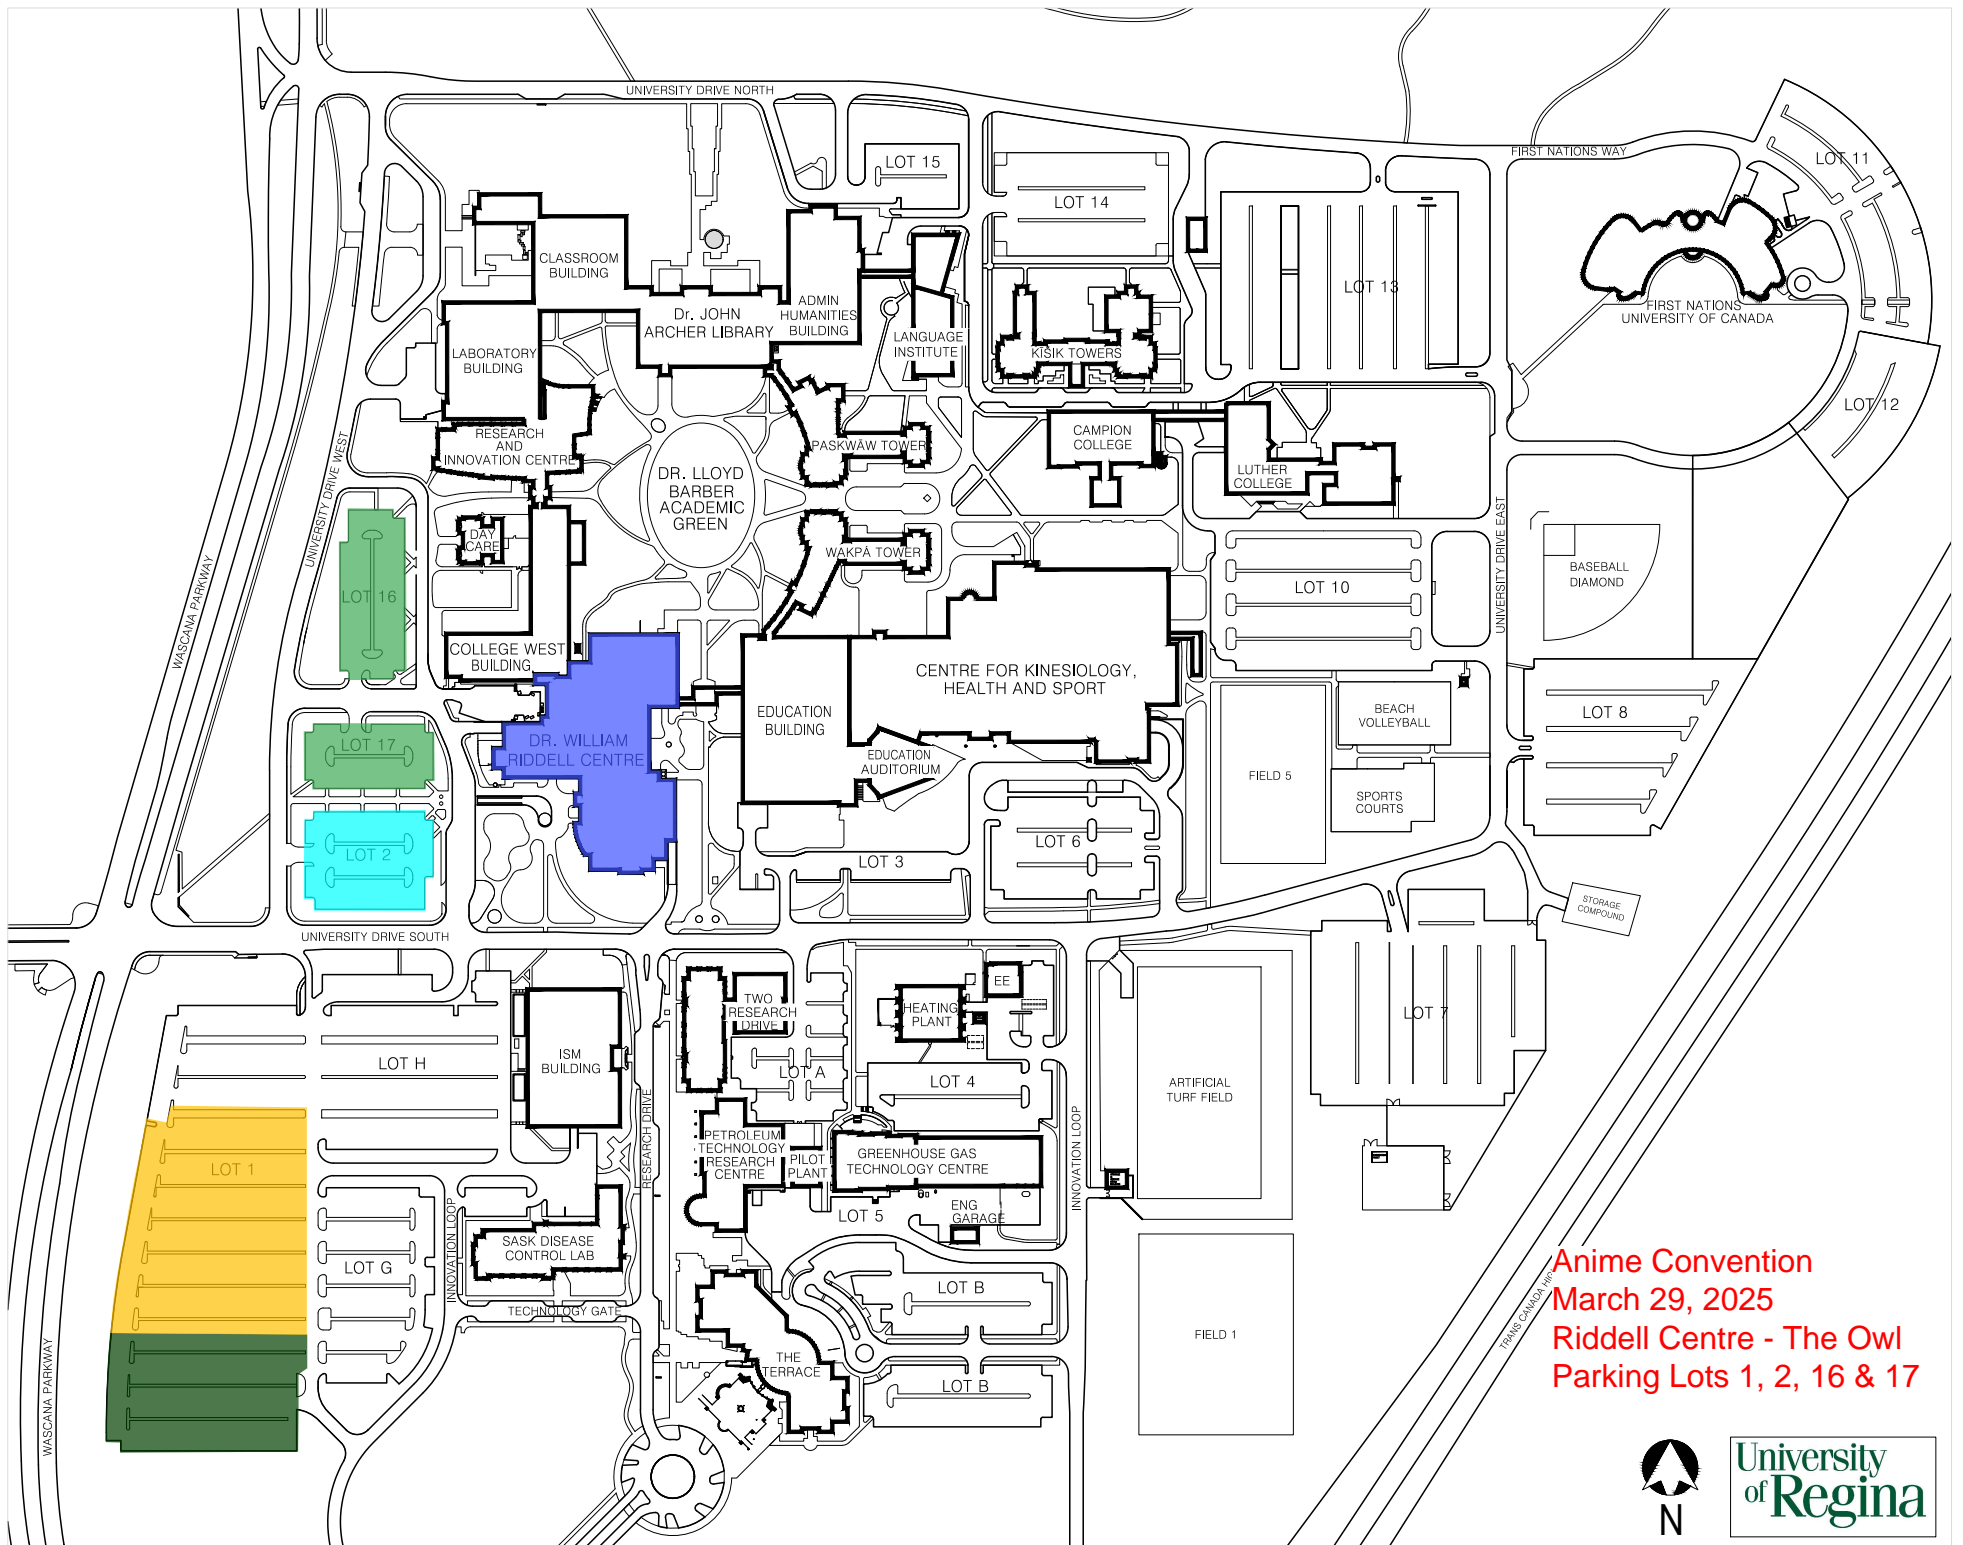 UNIVERSITY DRIVE NORTH
FIRST NATIONS WAY
LOT 15
LOT 11
LOT 14
CLASSROOM
BUILDING
LOT 13
ADMIN
HUMANITIES
BUILDING
Dr. JOHN
ARCHER LIBRARY
FIRST NATIONS
UNIVERSITY OF CANADA
LANGUAGE
INSTITUTE
KĪSIK TOWERS
LABORATORY
BUILDING
LOT 12
RESEARCH
AND
INNOVATION CENTRE
PASKWĀW TOWER
CAMPION
COLLEGE
LUTHER
COLLEGE
UNIVERSITY DRIVE WEST
DR. LLOYD
BARBER
ACADEMIC
GREEN
DAY
CARE
WAKPÁ TOWER
UNIVERSITY DRIVE EAST
BASEBALL
DIAMOND
LOT 10
LOT 16
WASCANA PARKWAY
COLLEGE WEST
BUILDING
CENTRE FOR KINESIOLOGY,
HEALTH AND SPORT
EDUCATION
BUILDING
BEACH
VOLLEYBALL
LOT 8
LOT 17
DR. WILLIAM
RIDDELL CENTRE
EDUCATION
AUDITORIUM
FIELD 5
SPORTS
COURTS
LOT 2
LOT 3
LOT 6
STORAGE
COMPOUND
UNIVERSITY DRIVE SOUTH
TWO
RESEARCH
DRIVE
EE
HEATING
PLANT
LOT 7
LOT H
ISM
BUILDING
LOT A
LOT 4
ARTIFICIAL
TURF FIELD
RESEARCH DRIVE
PETROLEUM
TECHNOLOGY
RESEARCH
CENTRE
PILOT
PLANT
GREENHOUSE GAS
TECHNOLOGY CENTRE
INNOVATION LOOP
LOT 1
INNOVATION LOOP
LOT 5
ENG
GARAGE
SASK DISEASE
CONTROL LAB
LOT G
LOT B
TECHNOLOGY GATE
THE
TERRACE
LOT B
FIELD 1
WASCANA PARKWAY
TRANS CANADA HIG
Anime Convention
March 29, 2025
Riddell Centre - The Owl
Parking Lots 1, 2, 16 & 17
N
University
of Regina